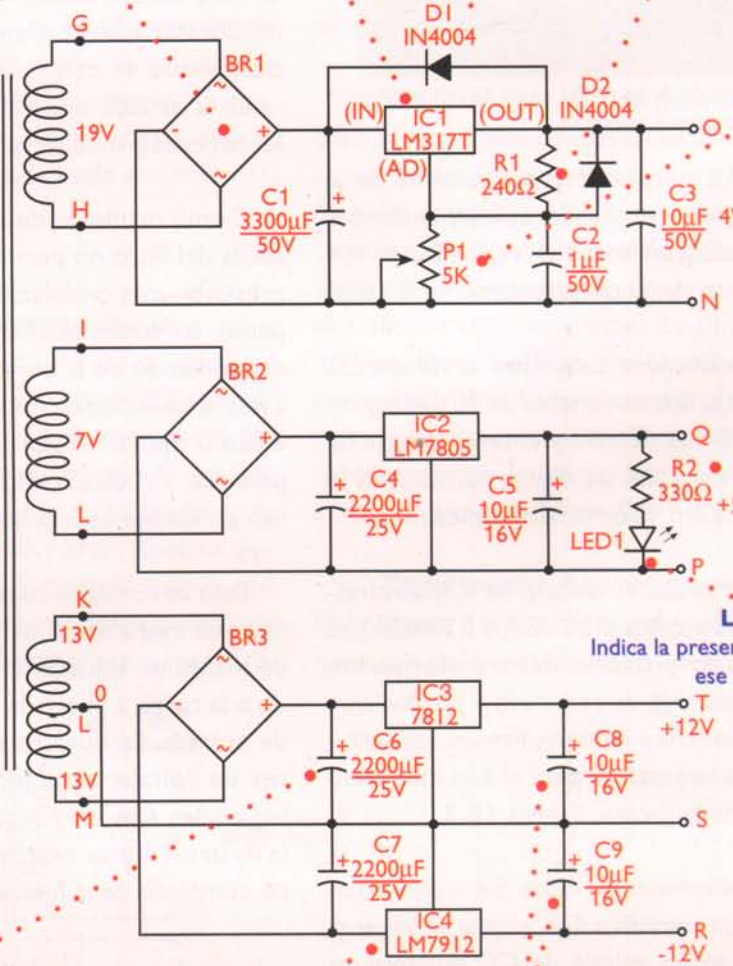 D1
IN4004
G
BR1
~
19V
-
+
(IN)
IC1
LM317T
(OUT)
(AD)
D2
IN4004
O
R1
240Ω
H
~
C1
3300µF
50V
+
P1
5K
C2
1µF
50V
C3
10µF
50V
N
BR2
~
7V
-
+
IC2
LM7805
Q
+
2200µF
25V
C5
10µF
16V
+
R2
330Ω
LED1
~
P
K
13V
BR3
~
Indica la
ese
O
L
-
+
IC3
7812
T
+12V
13V
M
~
+
C6
2200µF
25V
+
C8
10µF
16V
S
C7
+
2200µF
25V
+
C9
10µF
16V
IC4
LM7912
R
-12V